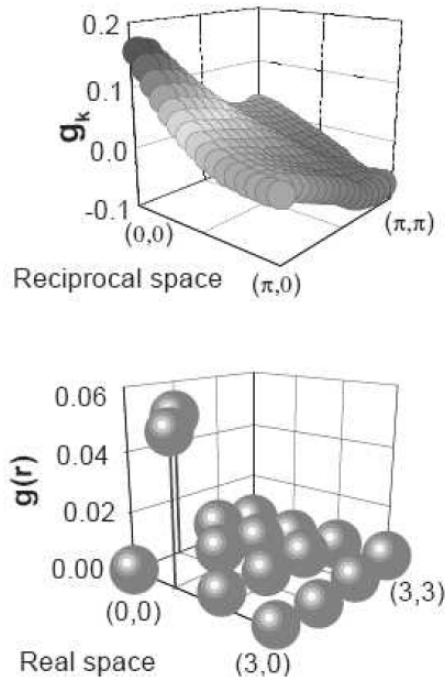 0.2
0.1
0.0
-0.1
g_k
(0,0)
(π,π)
Reciprocal space
(π,0)
0.06
0.04
0.02
0.00
g(r)
(0,0)
(3,3)
Real space
(3,0)